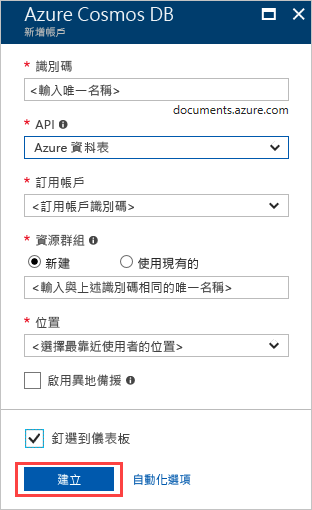 Azure Cosmos DB
新增帳戶
* 識別碼
<輸入唯一名稱>
documents.azure.com
* API
Azure 資料表
* 訂用帳戶
<訂用帳戶識別碼>
* 資源群組
新建 使用現有的
<輸入與上述識別碼相同的唯一名稱>
* 位置
<選擇最靠近使用者的位置>
啟用異地備援
釘選到儀表板
建立 自動化選項